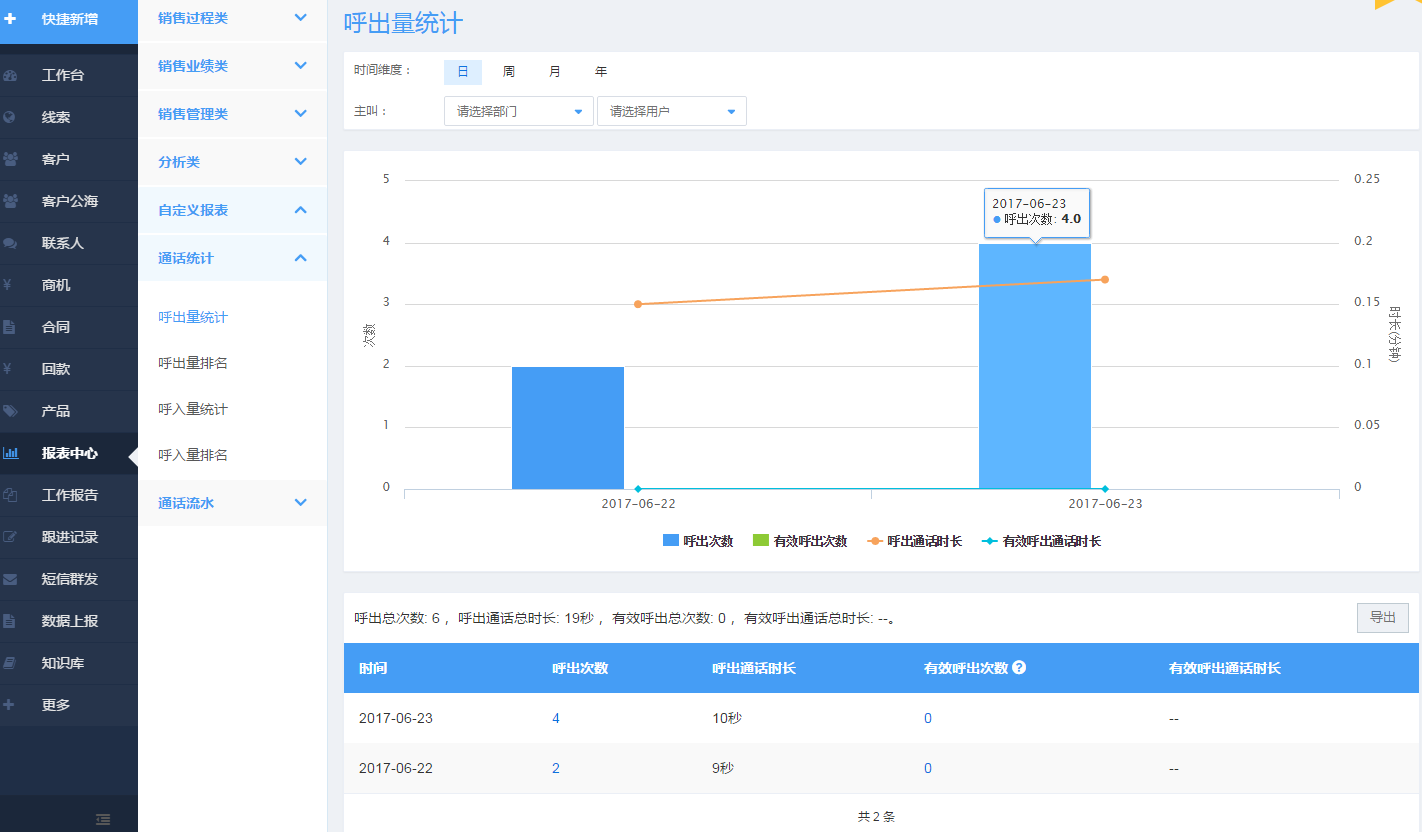 快捷新增
工作台
线索
客户
客户公海
联系人
商机
合同
回款
产品
报表中心
工作报告
跟进记录
短信群发
数据上报
知识库
更多
销售过程类
销售业绩类
销售管理类
分析类
自定义报表
通话统计
呼出量统计
呼出量排名
呼入量统计
呼入量排名
通话流水
呼出量统计
时间维度： 日 周 月 年
主叫： 请选择部门 请选择用户
5 0.25
4 0.2
3 0.15
2 0.1
1 0.05
0 0
次数
时长(分钟)
2017-06-23
呼出次数: 4.0
2017-06-22 2017-06-23
呼出次数 有效呼出次数 呼出通话时长 有效呼出通话时长
呼出总次数: 6 ，呼出通话总时长: 19秒 ，有效呼出总次数: 0 ，有效呼出通话总时长: --。 导出
时间 呼出次数 呼出通话时长 有效呼出次数 ? 有效呼出通话时长
2017-06-23 4 10秒 0 --
2017-06-22 2 9秒 0 --
共 2 条